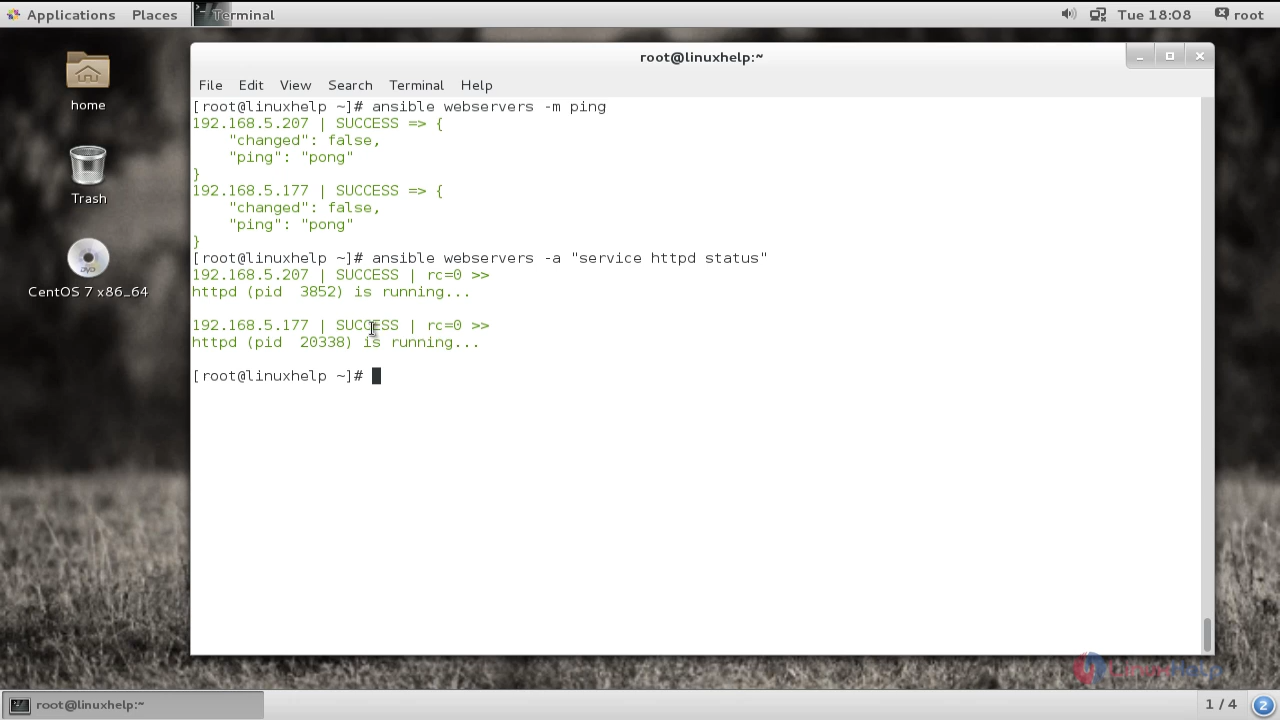 Applications Places Terminal Tue 18:08 root
root@linuxhelp:~
File Edit View Search Terminal Help
home
Trash
CentOS 7 x86_64
[root@linuxhelp ~]# ansible webservers -m ping
192.168.5.207 | SUCCESS => {
    "changed": false,
    "ping": "pong"
}
192.168.5.177 | SUCCESS => {
    "changed": false,
    "ping": "pong"
}
[root@linuxhelp ~]# ansible webservers -a "service httpd status"
192.168.5.207 | SUCCESS | rc=0 >>
httpd (pid  3852) is running...
192.168.5.177 | SUCCESS | rc=0 >>
httpd (pid  20338) is running...
[root@linuxhelp ~]#
LinuxHelp
root@linuxhelp:~ 1 / 4 2